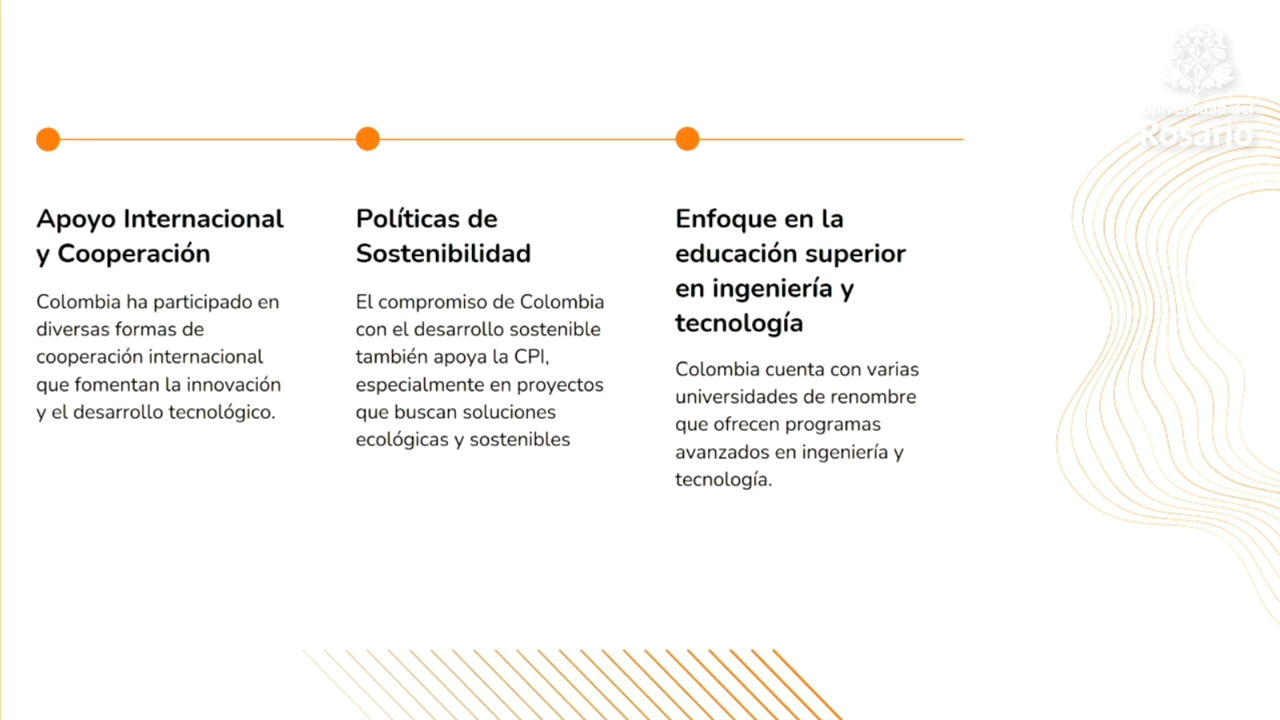 Universidad del
Rosario
Apoyo Internacional
y Cooperación
Colombia ha participado en
diversas formas de
cooperación internacional
que fomentan la innovación
y el desarrollo tecnológico.
Políticas de
Sostenibilidad
El compromiso de Colombia
con el desarrollo sostenible
también apoya la CPI,
especialmente en proyectos
que buscan soluciones
ecológicas y sostenibles
Enfoque en la
educación superior
en ingeniería y
tecnología
Colombia cuenta con varias
universidades de renombre
que ofrecen programas
avanzados en ingeniería y
tecnología.